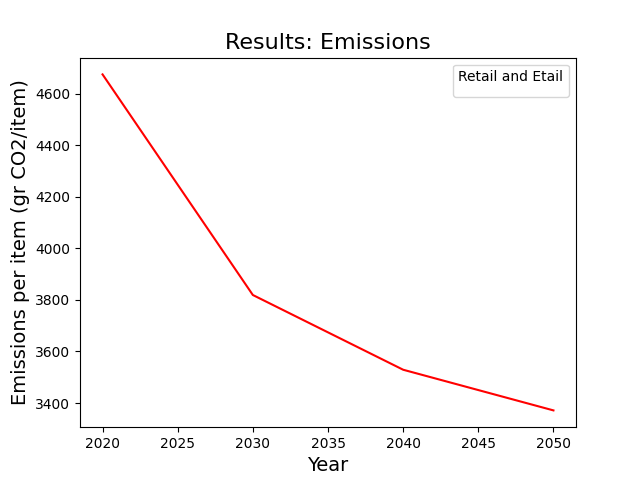 Results: Emissions
Retail and Etail
Emissions per item (gr CO2/item)
4600
4400
4200
4000
3800
3600
3400
2020 2025 2030 2035 2040 2045 2050
Year